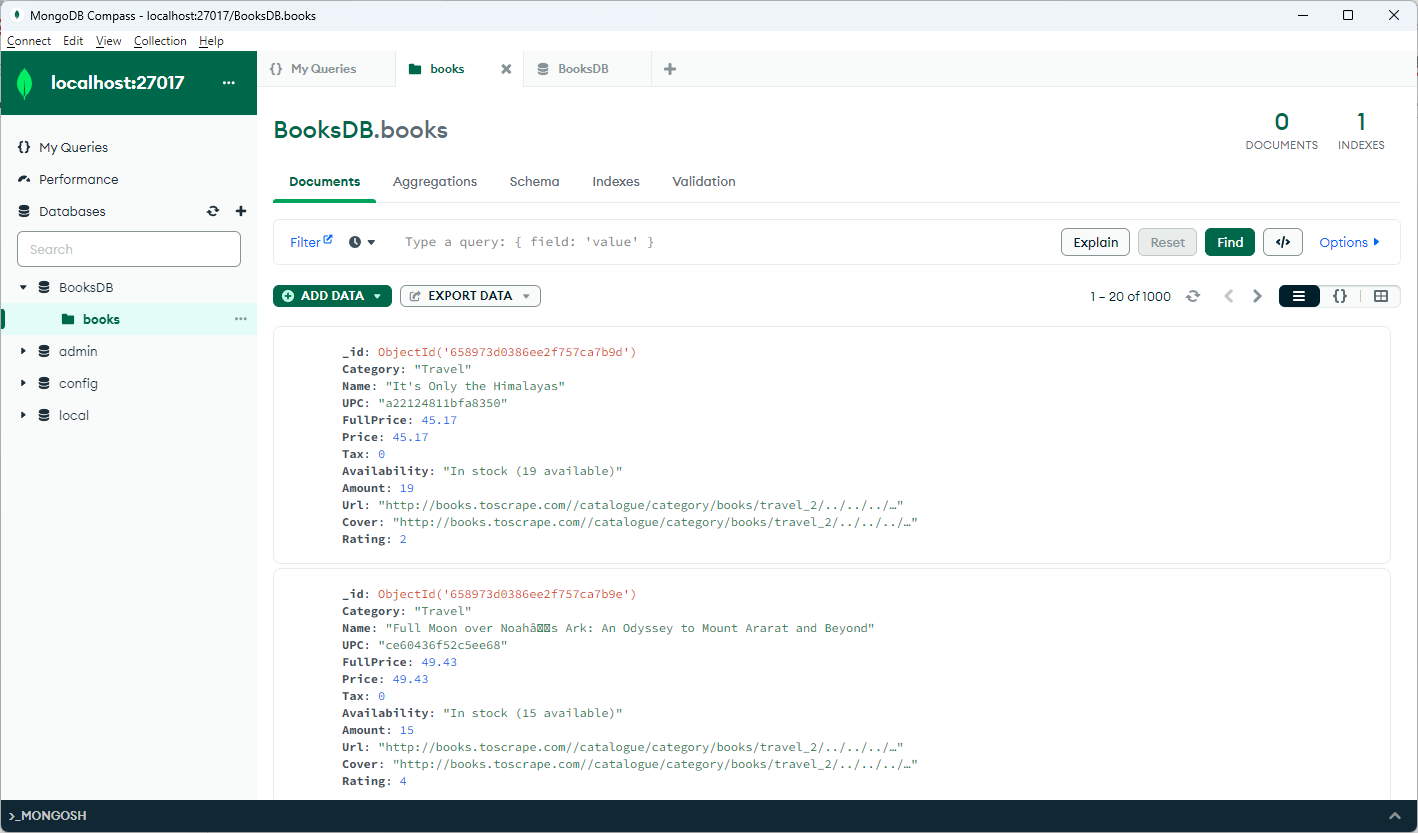 MongoDB Compass - localhost:27017/BooksDB.books
Connect Edit View Collection Help
localhost:27017 ...
{} My Queries
books
BooksDB
{} My Queries
Performance
Databases
Search
BooksDB
books ...
admin
config
local
BooksDB.books
0
DOCUMENTS
1
INDEXES
Documents Aggregations Schema Indexes Validation
Filter Type a query: { field: 'value' } Explain Reset Find </> Options
ADD DATA EXPORT DATA 1 – 20 of 1000 {}
_id: ObjectId('658973d0386ee2f757ca7b9d')
Category: "Travel"
Name: "It's Only the Himalayas"
UPC: "a22124811bfa8350"
FullPrice: 45.17
Price: 45.17
Tax: 0
Availability: "In stock (19 available)"
Amount: 19
Url: "http://books.toscrape.com//catalogue/category/books/travel_2/../../../…"
Cover: "http://books.toscrape.com//catalogue/category/books/travel_2/../../../…"
Rating: 2
_id: ObjectId('658973d0386ee2f757ca7b9e')
Category: "Travel"
Name: "Full Moon over Noahâs Ark: An Odyssey to Mount Ararat and Beyond"
UPC: "ce60436f52c5ee68"
FullPrice: 49.43
Price: 49.43
Tax: 0
Availability: "In stock (15 available)"
Amount: 15
Url: "http://books.toscrape.com//catalogue/category/books/travel_2/../../../…"
Cover: "http://books.toscrape.com//catalogue/category/books/travel_2/../../../…"
Rating: 4
>_MONGOSH